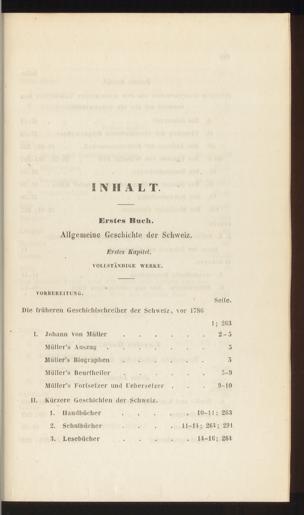 INHALT.
Erstes Buch.
Allgemeine Geschichte der Schweiz.
Erstes Kapitel.
VOLLSTÄNDIGE WERKE.
VORBEREITUNG.
Seite.
Die früheren Geschichtschreiber der Schweiz, vor 1786
1; 263
I. Johann von Müller . . . . . 2-5
Müller's Auszug . . . . . 5
Müller's Biographen . . . . 5
Müller's Beurtheiler . . . . 5-9
Müller's Fortsetzer und Uebersetzer . . . 9-10
II. Kürzere Geschichten der Schweiz.
1. Handbücher . . . . 10-11; 263
2. Schulbücher . . . . 11-14; 264; 291
3. Lesebücher . . . . 14-16; 264